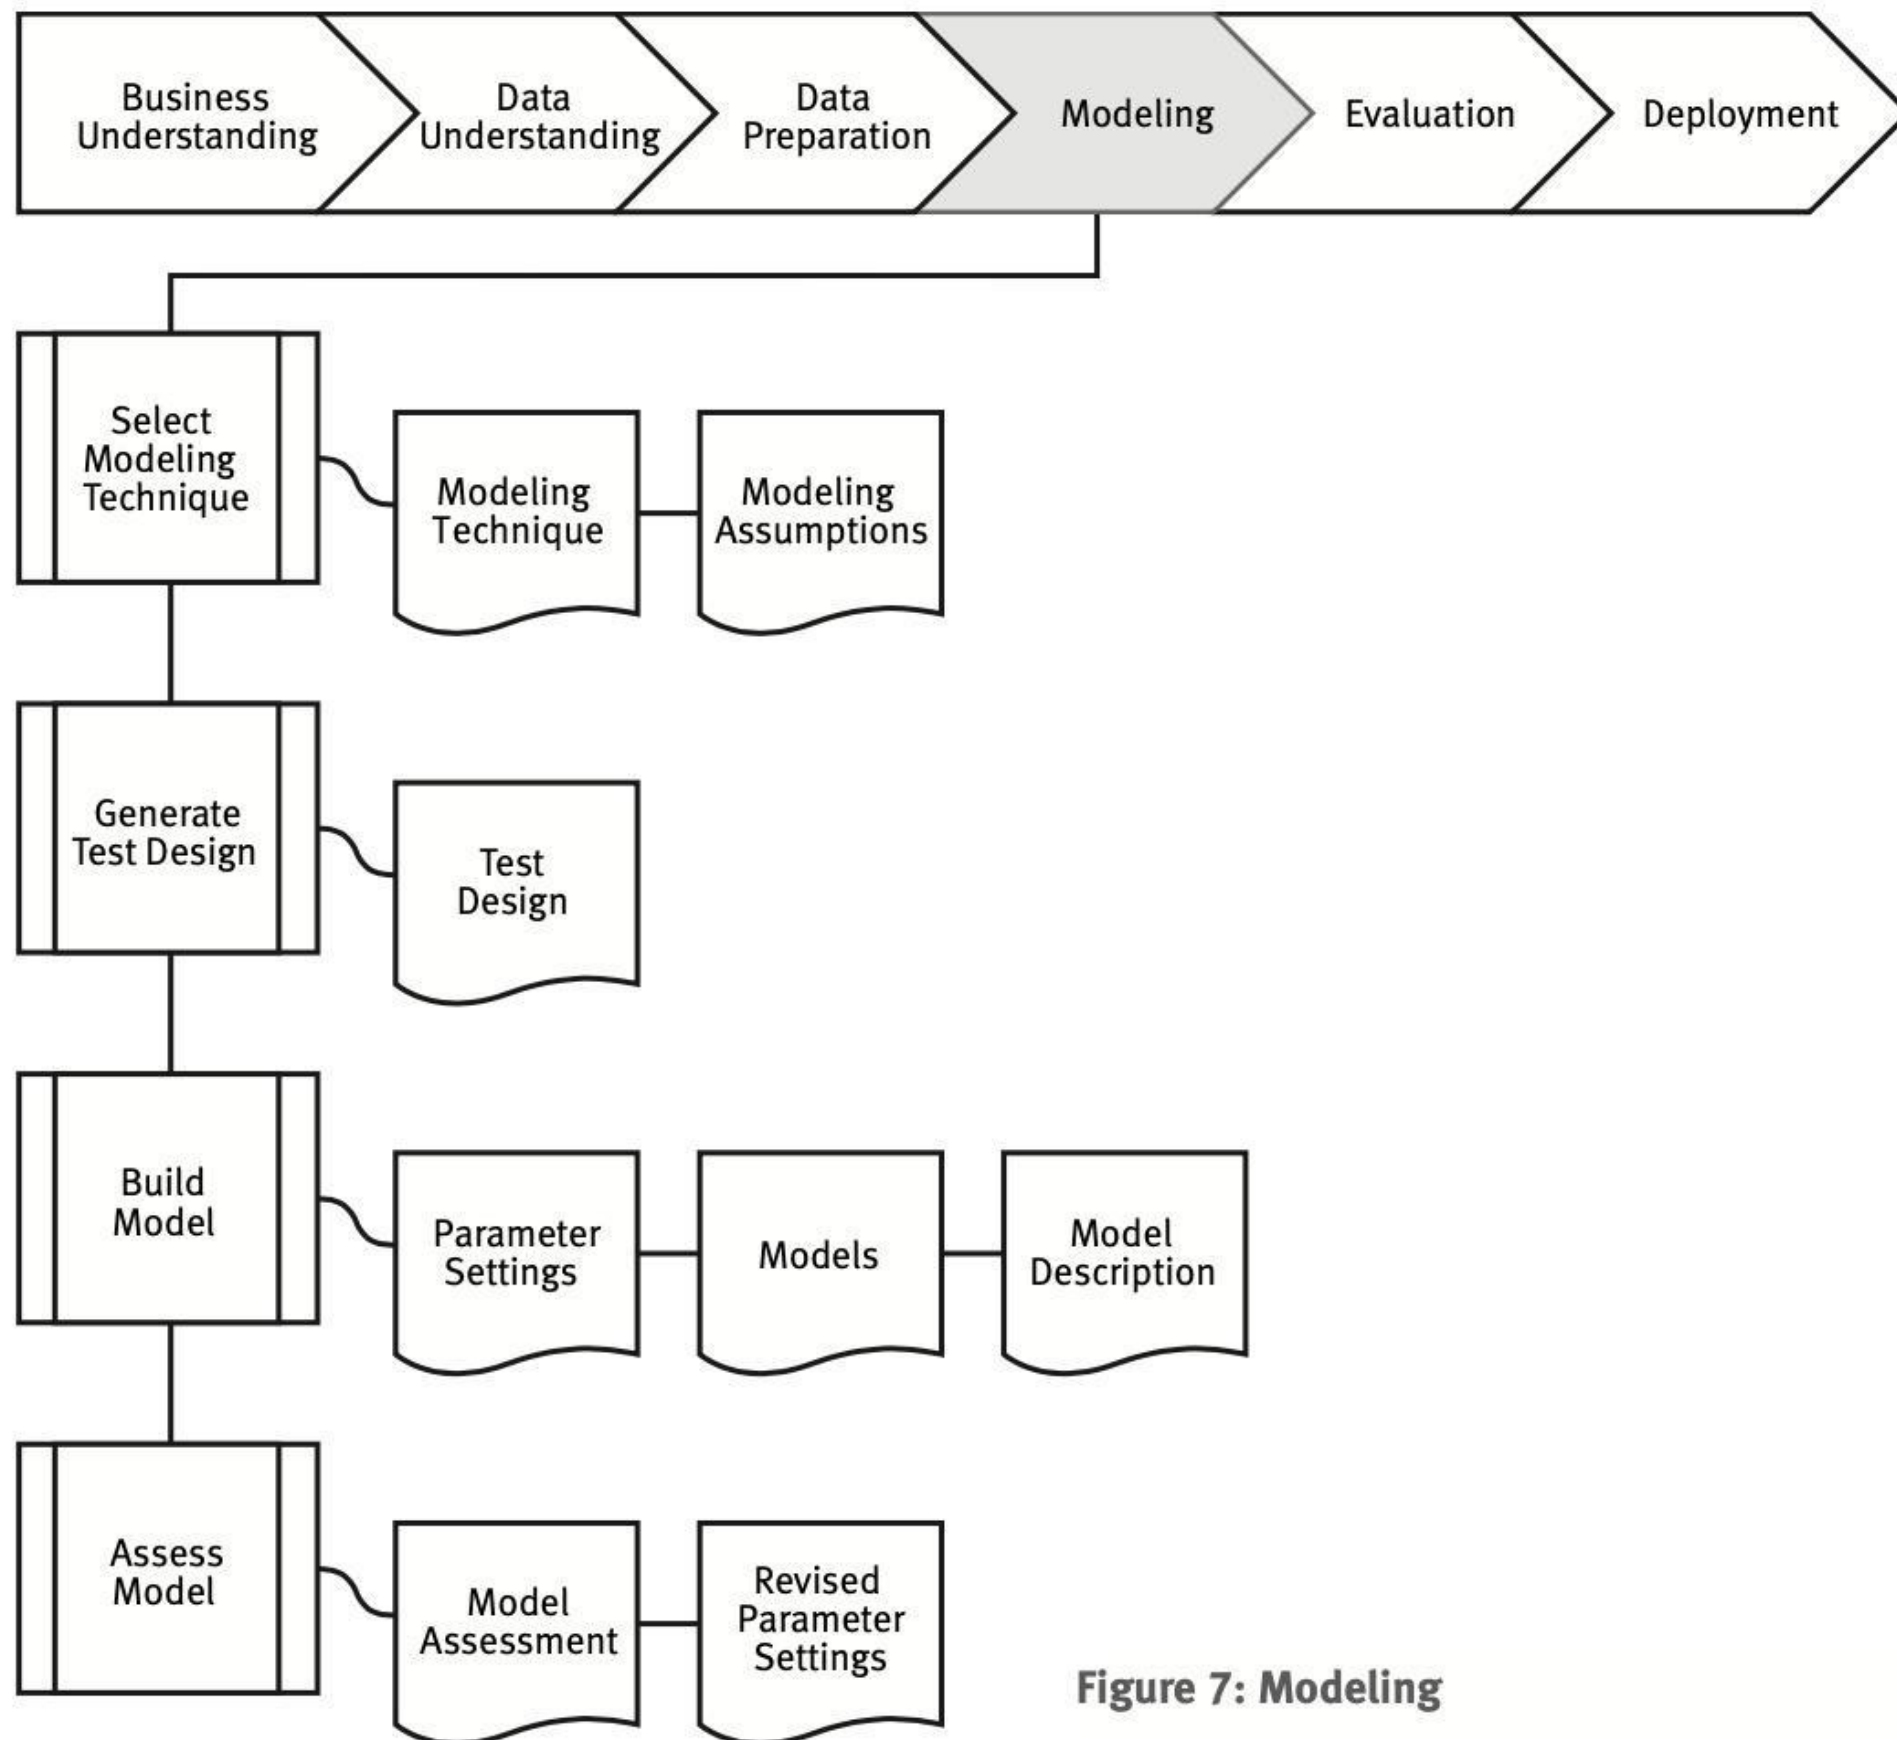 Business
Understanding
Data
Understanding
Data
Preparation
Modeling
Evaluation
Deployment
Select
Modeling
Technique
Modeling
Technique
Modeling
Assumptions
Generate
Test Design
Test
Design
Build
Model
Parameter
Settings
Models
Model
Description
Assess
Model
Model
Assessment
Revised
Parameter
Settings
Figure 7: Modeling